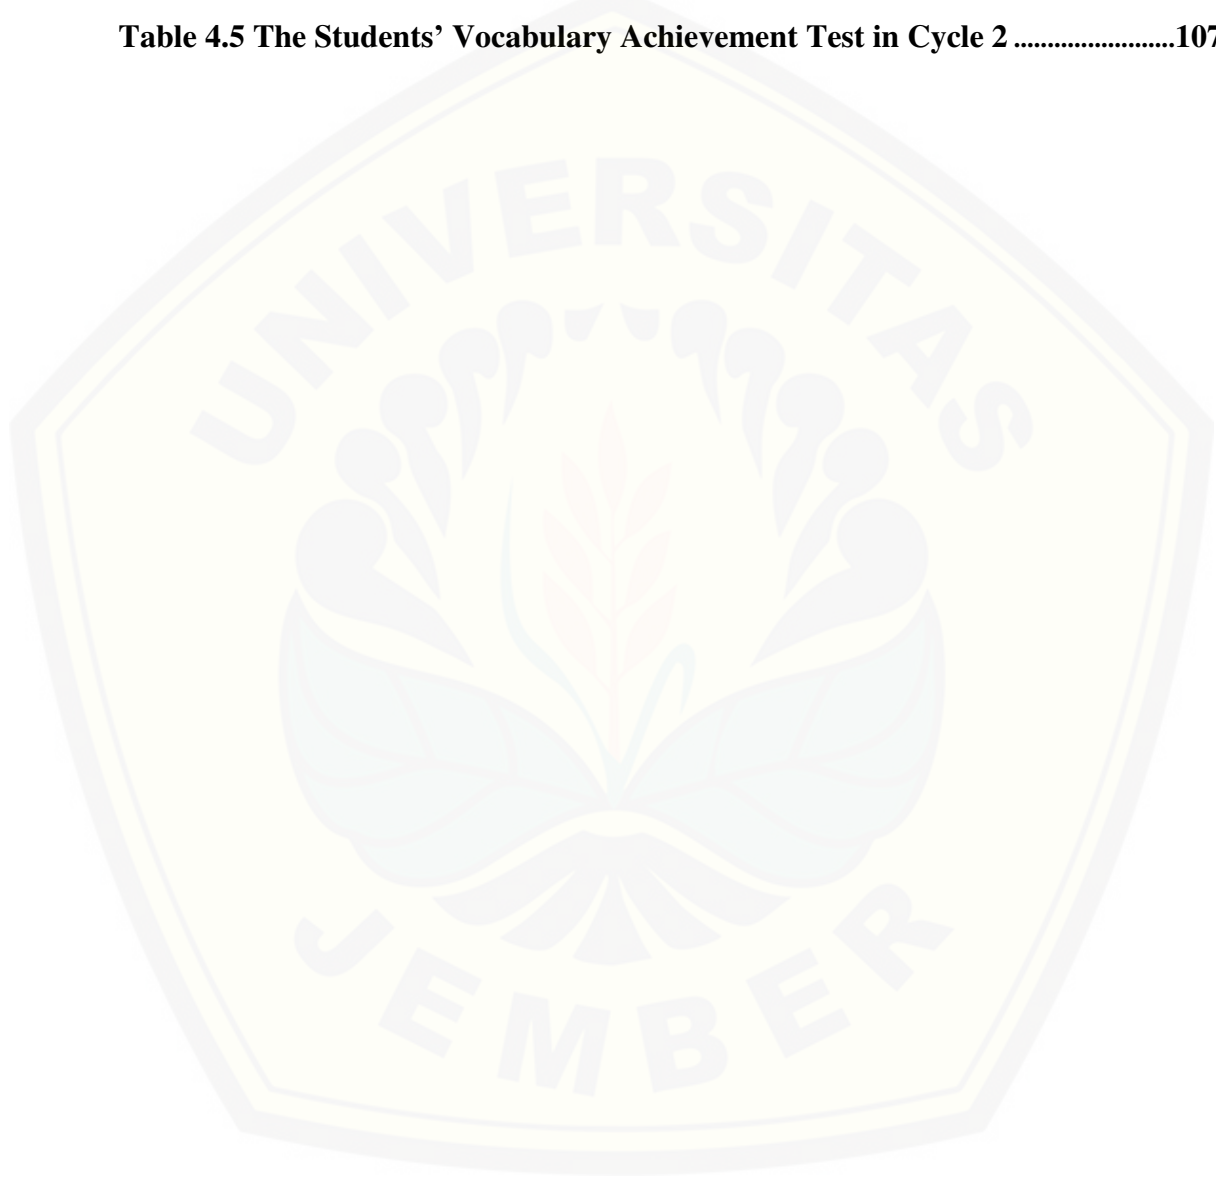 Table 4.5 The Students’ Vocabulary Achievement Test in Cycle 2 ........................107
UNIVERSITAS
JEMBER